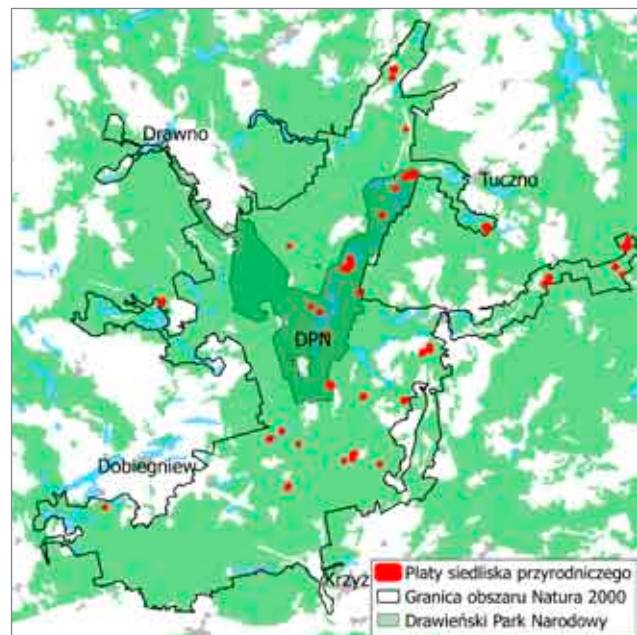 Drawno
Tuczno
DPN
Dobiegniew
Krzyż
Płaty siedliska przyrodniczego
Granica obszaru Natura 2000
Drawieński Park Narodowy